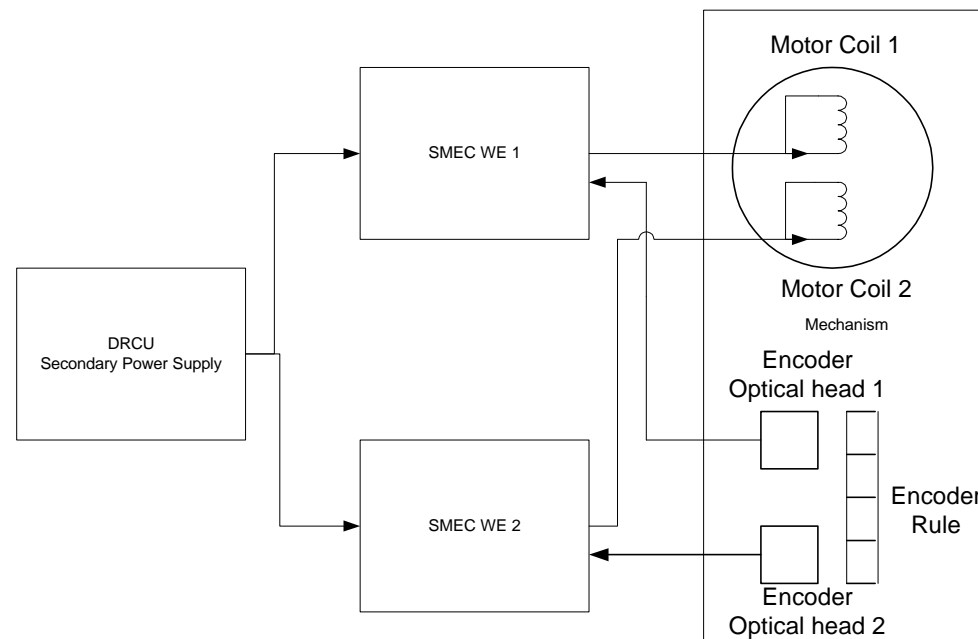 Motor Coil 1
SMEC WE 1
Motor Coil 2
Mechanism
DRCU
Secondary Power Supply
Encoder
Optical head 1
SMEC WE 2
Encoder
Rule
Encoder
Optical head 2